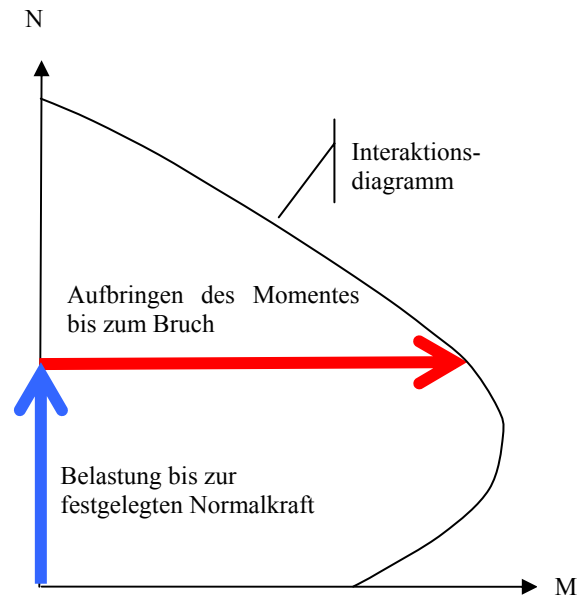 N
Interaktions-
diagramm
Aufbringen des Momentes
bis zum Bruch
Belastung bis zur
festgelegten Normalkraft
M